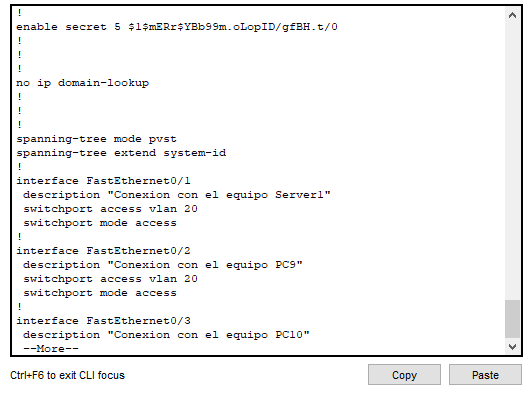 !
enable secret 5 $1$mERr$YBb99m.oLopID/gfBH.t/0
!
!
!
no ip domain-lookup
!
!
!
spanning-tree mode pvst
spanning-tree extend system-id
!
interface FastEthernet0/1
 description "Conexion con el equipo Server1"
 switchport access vlan 20
 switchport mode access
!
interface FastEthernet0/2
 description "Conexion con el equipo PC9"
 switchport access vlan 20
 switchport mode access
!
interface FastEthernet0/3
 description "Conexion con el equipo PC10"
 --More--
Ctrl+F6 to exit CLI focus
Copy
Paste